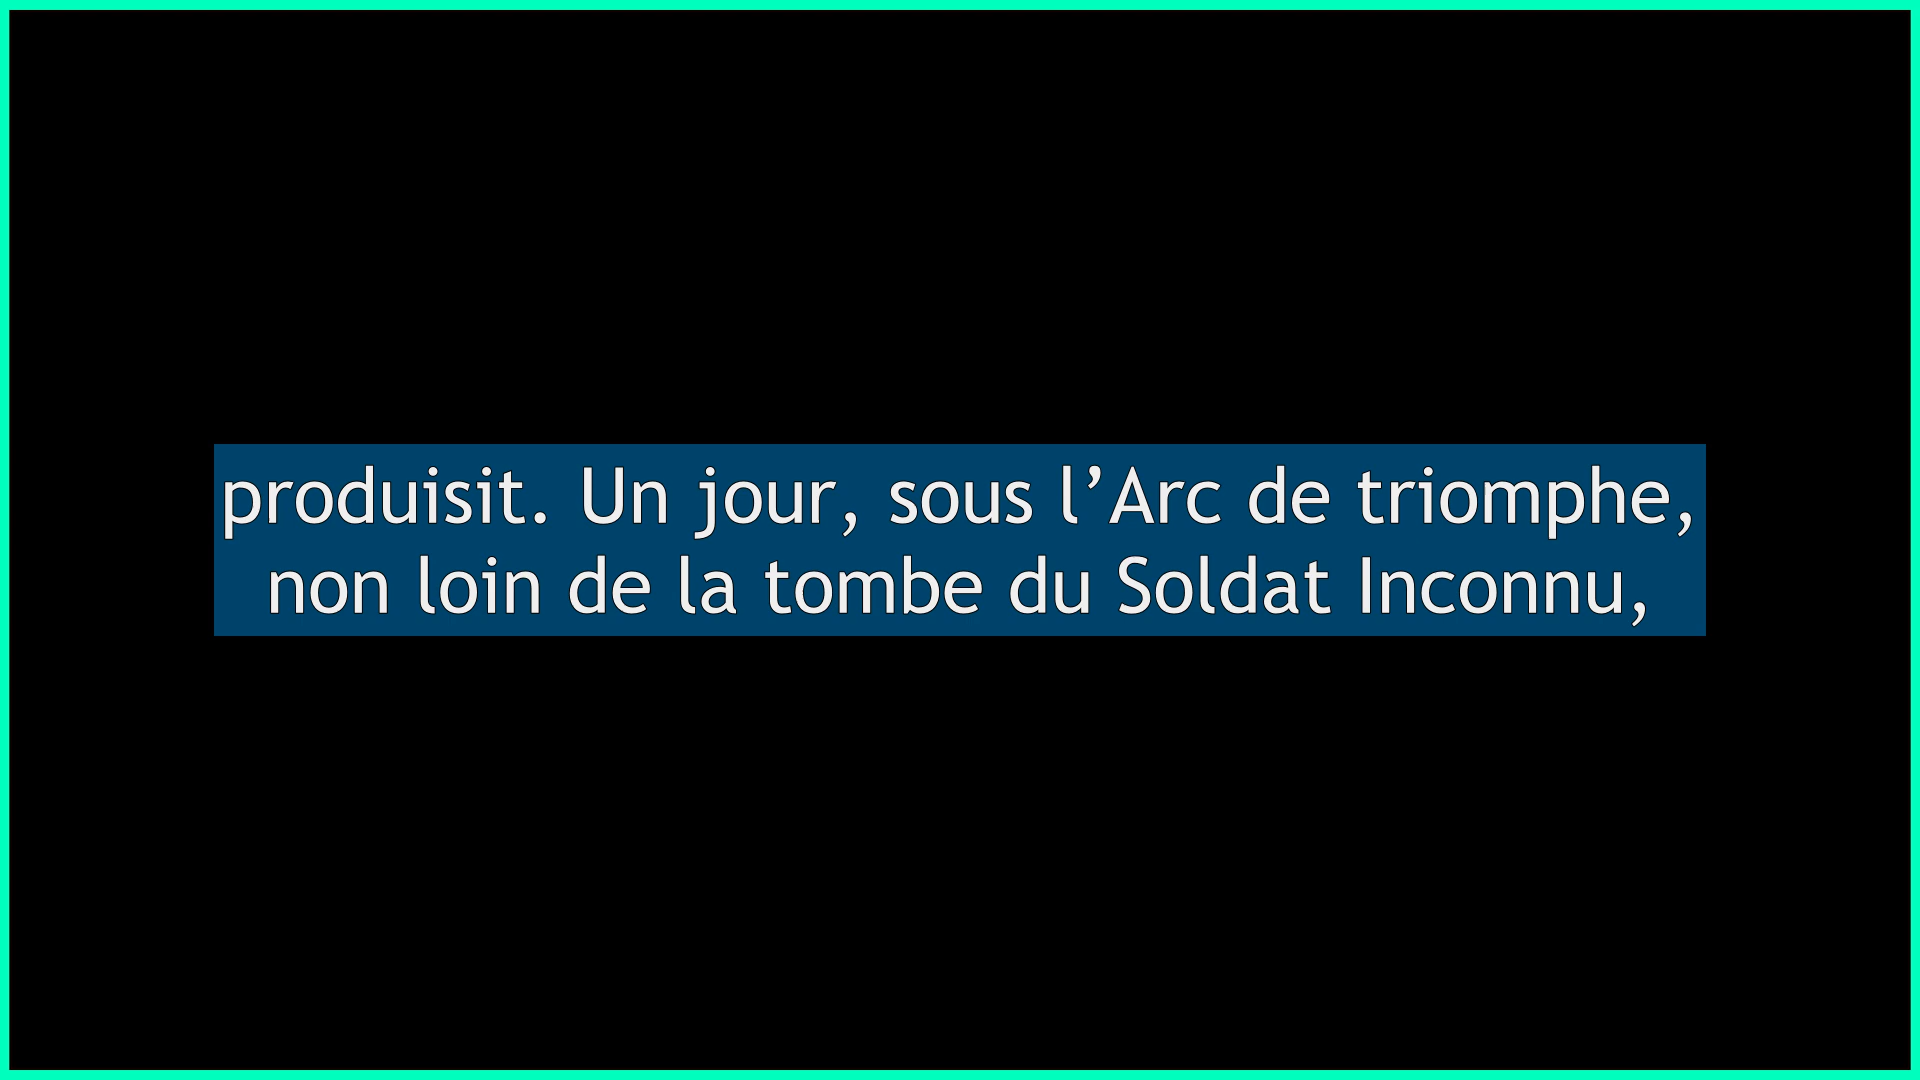 produisit. Un jour, sous l’Arc de triomphe,
non loin de la tombe du Soldat Inconnu,